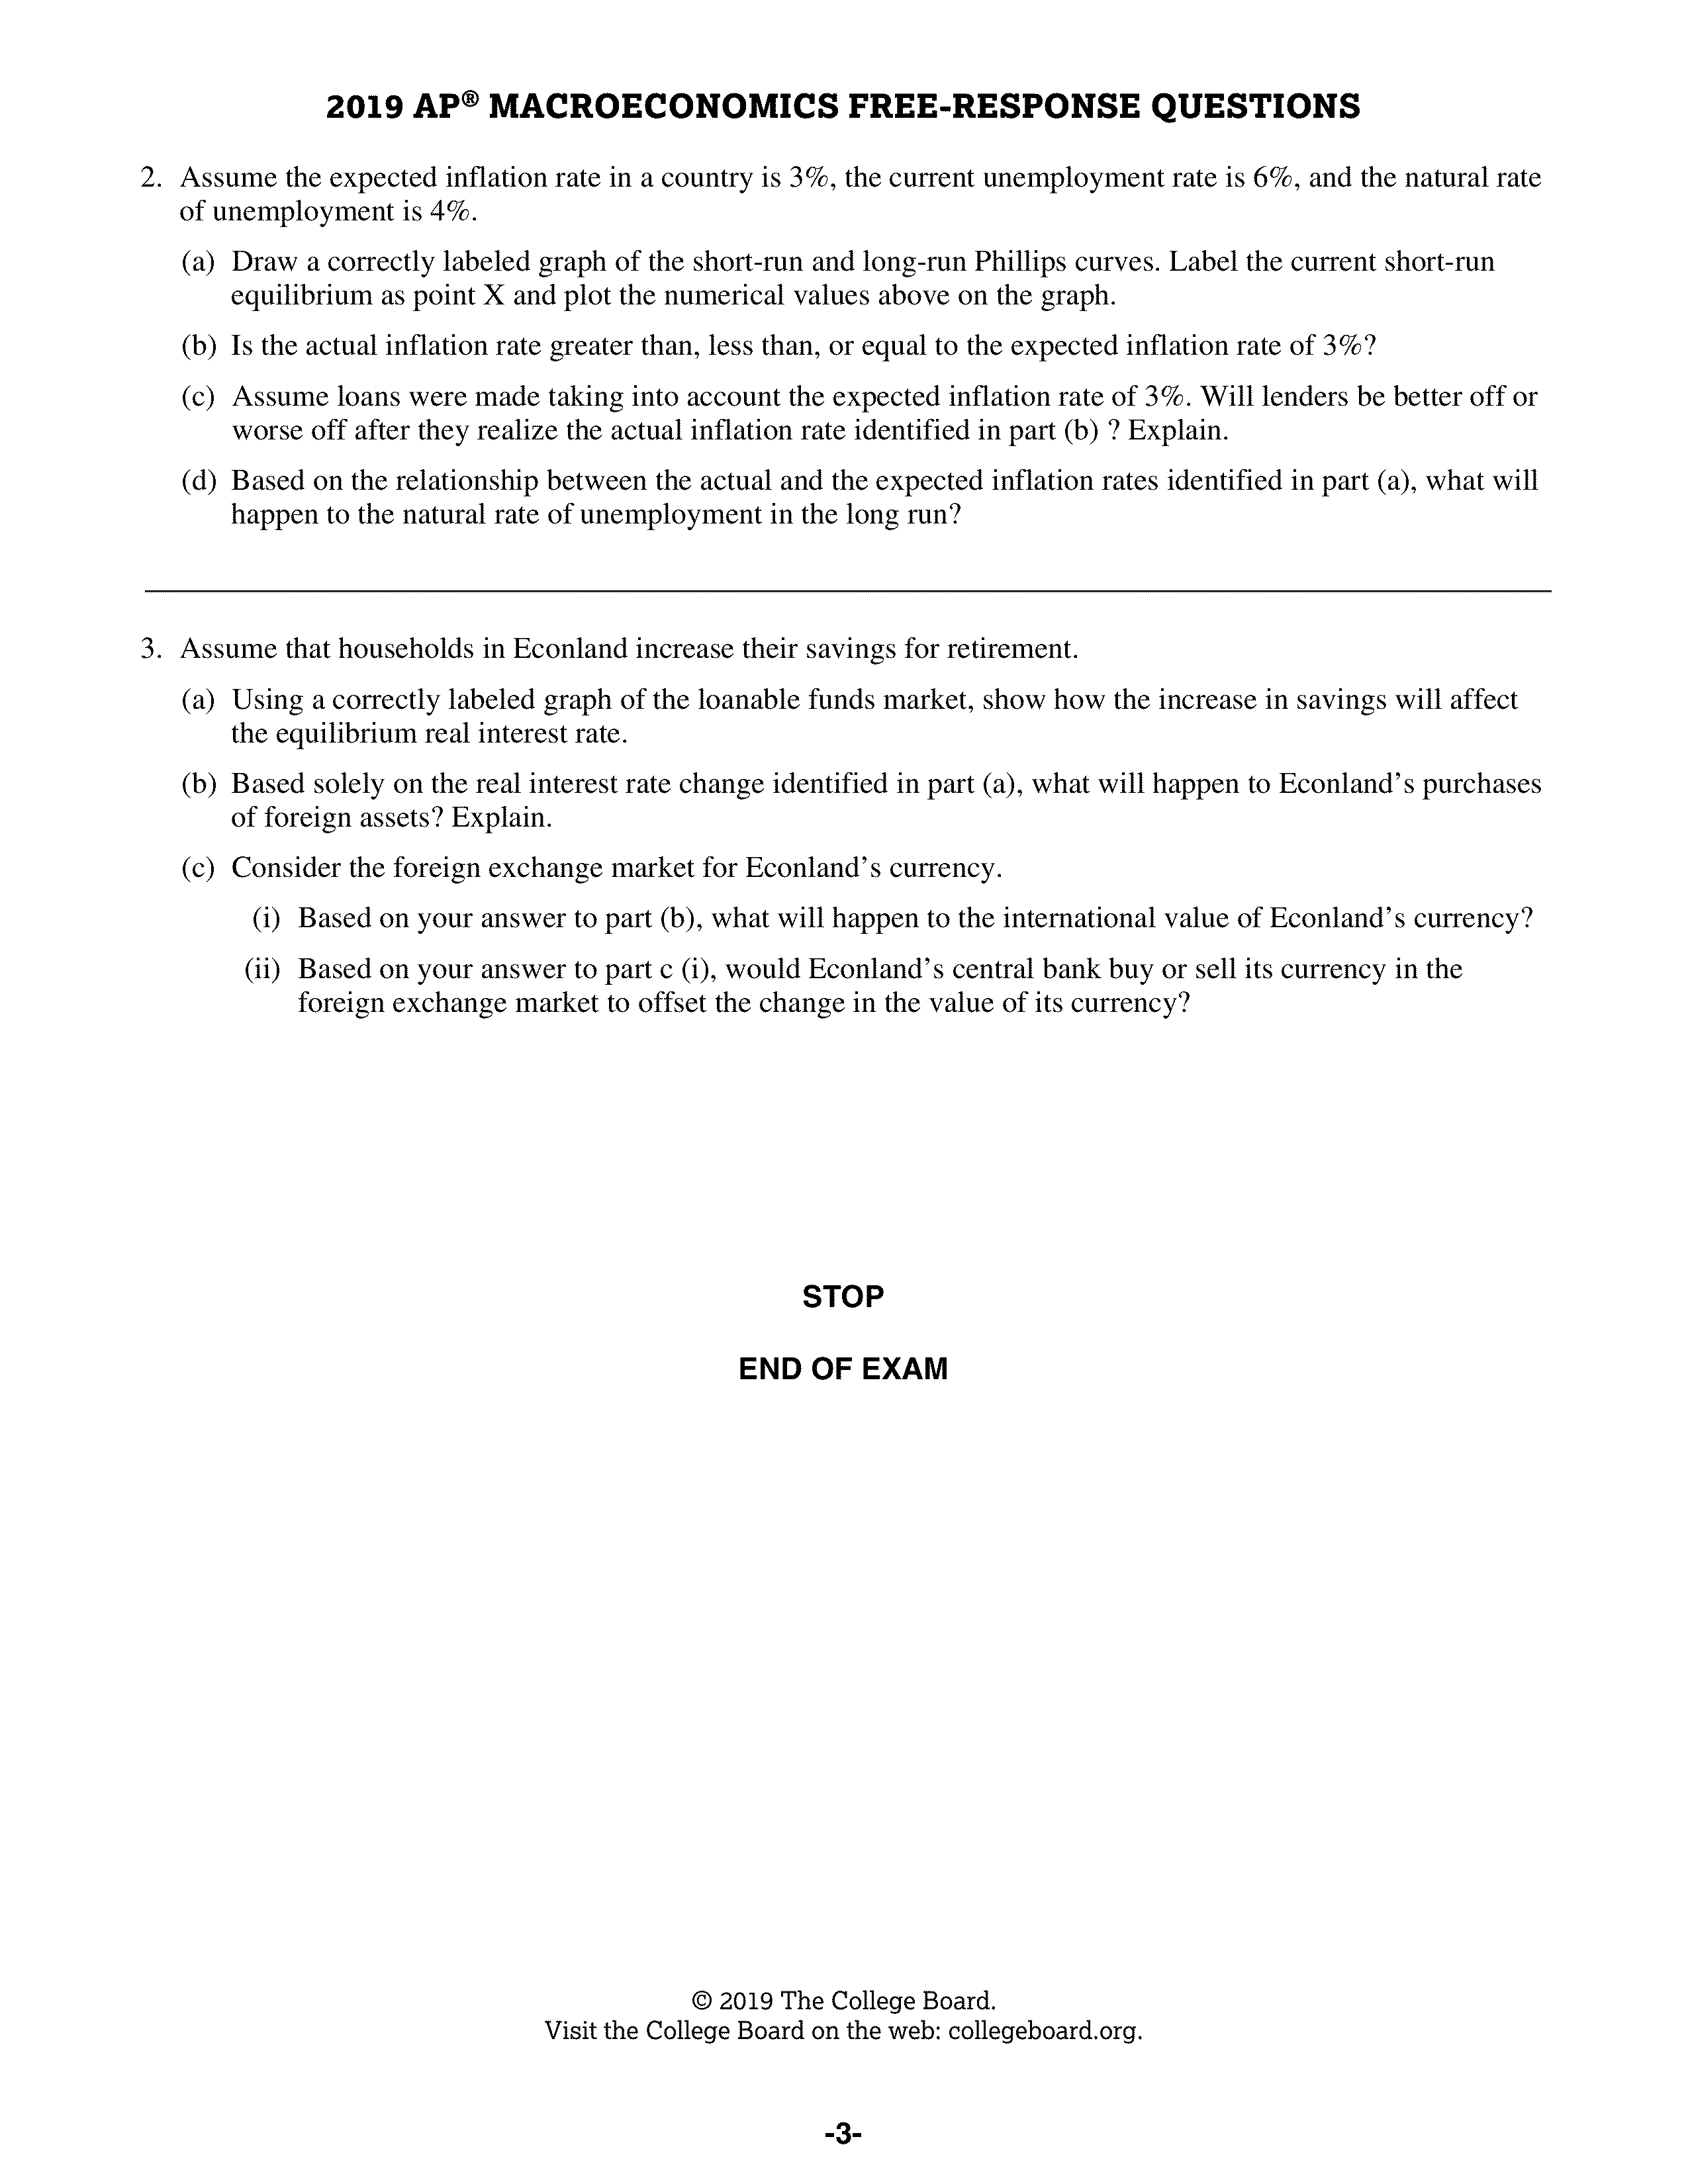 2019 AP® MACROECONOMICS FREE-RESPONSE QUESTIONS
2. Assume the expected inflation rate in a country is 3%, the current unemployment rate is 6%, and the natural rate
of unemployment is 4%.
(a) Draw a correctly labeled graph of the short-run and long-run Phillips curves. Label the current short-run
equilibrium as point X and plot the numerical values above on the graph.
(b) Is the actual inflation rate greater than, less than, or equal to the expected inflation rate of 3%?
(c) Assume loans were made taking into account the expected inflation rate of 3%. Will lenders be better off or
worse off after they realize the actual inflation rate identified in part (b) ? Explain.
(d) Based on the relationship between the actual and the expected inflation rates identified in part (a), what will
happen to the natural rate of unemployment in the long run?
3. Assume that households in Econland increase their savings for retirement.
(a) Using a correctly labeled graph of the loanable funds market, show how the increase in savings will affect
the equilibrium real interest rate.
(b) Based solely on the real interest rate change identified in part (a), what will happen to Econland's purchases
of foreign assets? Explain.
(c) Consider the foreign exchange market for Econland's currency.
(i) Based on your answer to part (b), what will happen to the international value of Econland's currency?
(ii) Based on your answer to part c (i), would Econland's central bank buy or sell its currency in the
foreign exchange market to offset the change in the value of its currency?
STOP
END OF EXAM
© 2019 The College Board.
Visit the College Board on the web: collegeboard.org.
-3-